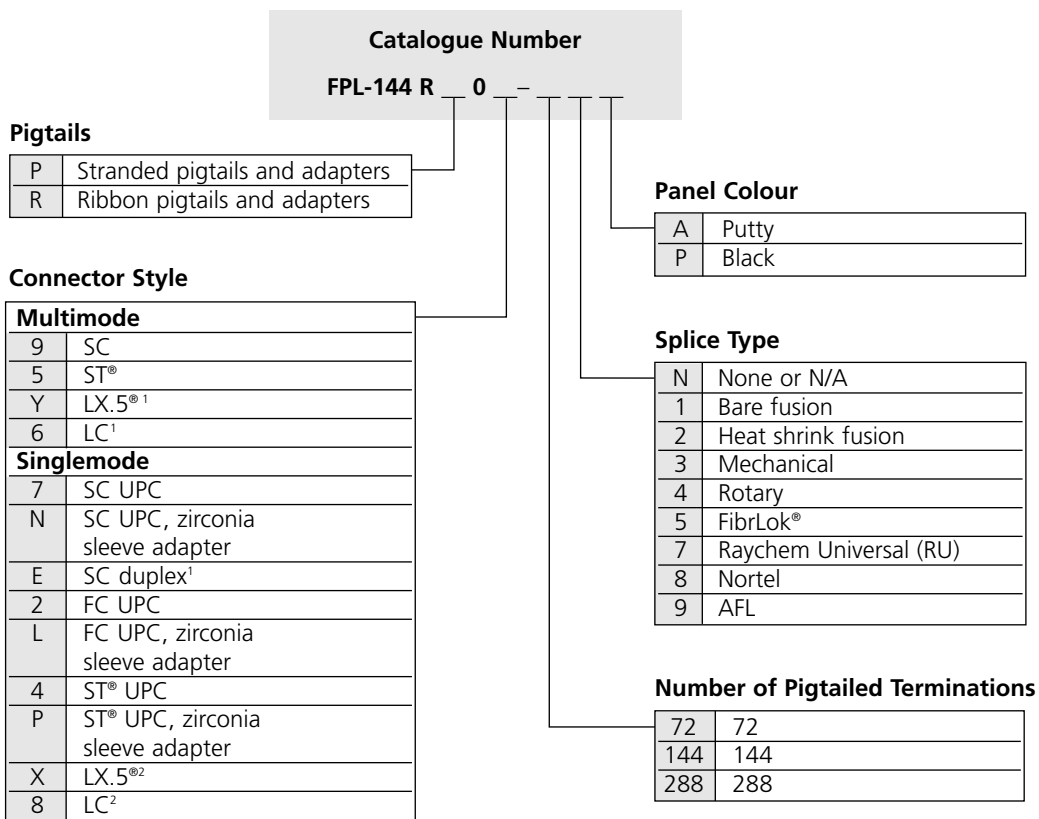 Catalogue Number
FPL-144 R __ 0 __– __ __ __
Pigtails
P Stranded pigtails and adapters
R Ribbon pigtails and adapters
Connector Style
Multimode
9 SC
5 ST®
Y LX.5® 1
6 LC1
Singlemode
7 SC UPC
N SC UPC, zirconia
sleeve adapter
E SC duplex1
2 FC UPC
L FC UPC, zirconia
sleeve adapter
4 ST® UPC
P ST® UPC, zirconia
sleeve adapter
X LX.5®2
8 LC2
Panel Colour
A Putty
P Black
Splice Type
N None or N/A
1 Bare fusion
2 Heat shrink fusion
3 Mechanical
4 Rotary
5 FibrLok®
7 Raychem Universal (RU)
8 Nortel
9 AFL
Number of Pigtailed Terminations
72 72
144 144
288 288